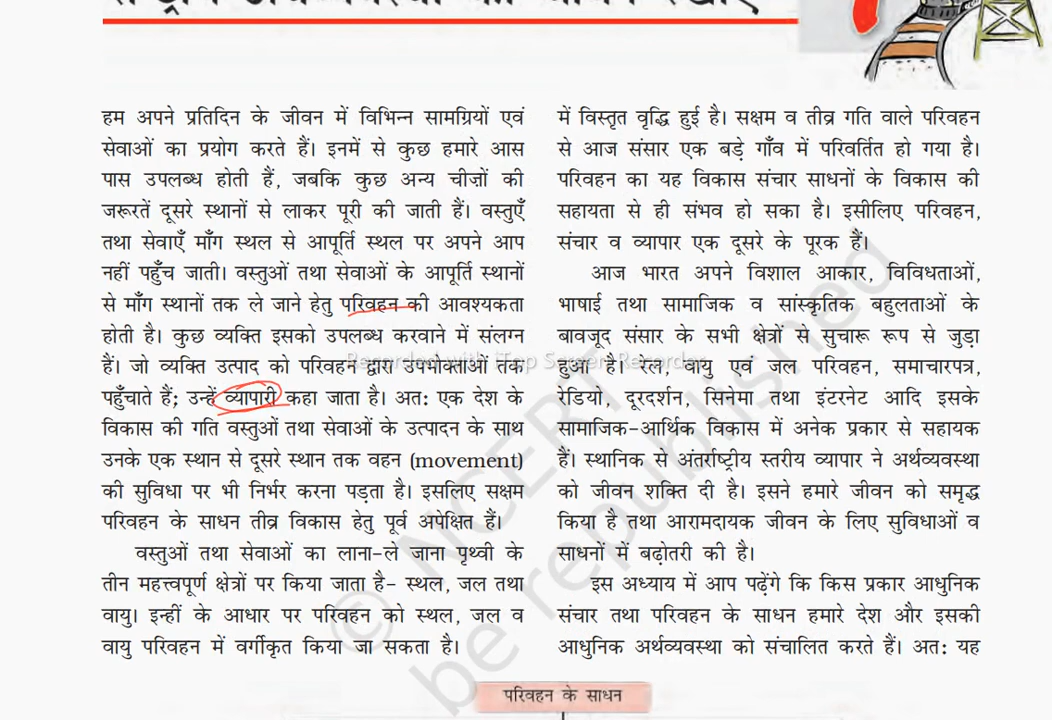 हम अपने प्रतिदिन के जीवन में विभिन्न सामग्रियों एवं
सेवाओं का प्रयोग करते हैं। इनमें से कुछ हमारे आस
पास उपलब्ध होती हैं, जबकि कुछ अन्य चीज़ों की
जरूरतें दूसरे स्थानों से लाकर पूरी की जाती हैं। वस्तुएँ
तथा सेवाएँ माँग स्थल से आपूर्ति स्थल पर अपने आप
नहीं पहुँच जाती। वस्तुओं तथा सेवाओं के आपूर्ति स्थानों
से माँग स्थानों तक ले जाने हेतु परिवहन की आवश्यकता
होती है। कुछ व्यक्ति इसको उपलब्ध करवाने में संलग्न
हैं। जो व्यक्ति उत्पाद को परिवहन द्वारा उपभोक्ताओं तक
पहुँचाते हैं; उन्हें व्यापारी कहा जाता है। अत: एक देश के
विकास की गति वस्तुओं तथा सेवाओं के उत्पादन के साथ
उनके एक स्थान से दूसरे स्थान तक वहन (movement)
की सुविधा पर भी निर्भर करना पड़ता है। इसलिए सक्षम
परिवहन के साधन तीव्र विकास हेतु पूर्व अपेक्षित हैं।
वस्तुओं तथा सेवाओं का लाना-ले जाना पृथ्वी के
तीन महत्त्वपूर्ण क्षेत्रों पर किया जाता है- स्थल, जल तथा
वायु। इन्हीं के आधार पर परिवहन को स्थल, जल व
वायु परिवहन में वर्गीकृत किया जा सकता है।
में विस्तृत वृद्धि हुई है। सक्षम व तीव्र गति वाले परिवहन
से आज संसार एक बड़े गाँव में परिवर्तित हो गया है।
परिवहन का यह विकास संचार साधनों के विकास की
सहायता से ही संभव हो सका है। इसीलिए परिवहन,
संचार व व्यापार एक दूसरे के पूरक हैं।
आज भारत अपने विशाल आकार, विविधताओं,
भाषाई तथा सामाजिक व सांस्कृतिक बहुलताओं के
बावजूद संसार के सभी क्षेत्रों से सुचारू रूप से जुड़ा
हुआ है। रेल, वायु एवं जल परिवहन, समाचारपत्र,
रेडियो, दूरदर्शन, सिनेमा तथा इंटरनेट आदि इसके
सामाजिक-आर्थिक विकास में अनेक प्रकार से सहायक
हैं। स्थानिक से अंतर्राष्ट्रीय स्तरीय व्यापार ने अर्थव्यवस्था
को जीवन शक्ति दी है। इसने हमारे जीवन को समृद्ध
किया है तथा आरामदायक जीवन के लिए सुविधाओं व
साधनों में बढ़ोतरी की है।
इस अध्याय में आप पढ़ेंगे कि किस प्रकार आधुनिक
संचार तथा परिवहन के साधन हमारे देश और इसकी
आधुनिक अर्थव्यवस्था को संचालित करते हैं। अत: यह
परिवहन के साधन
Recorded with iTop Screen Recorder
© NCERT
be republished